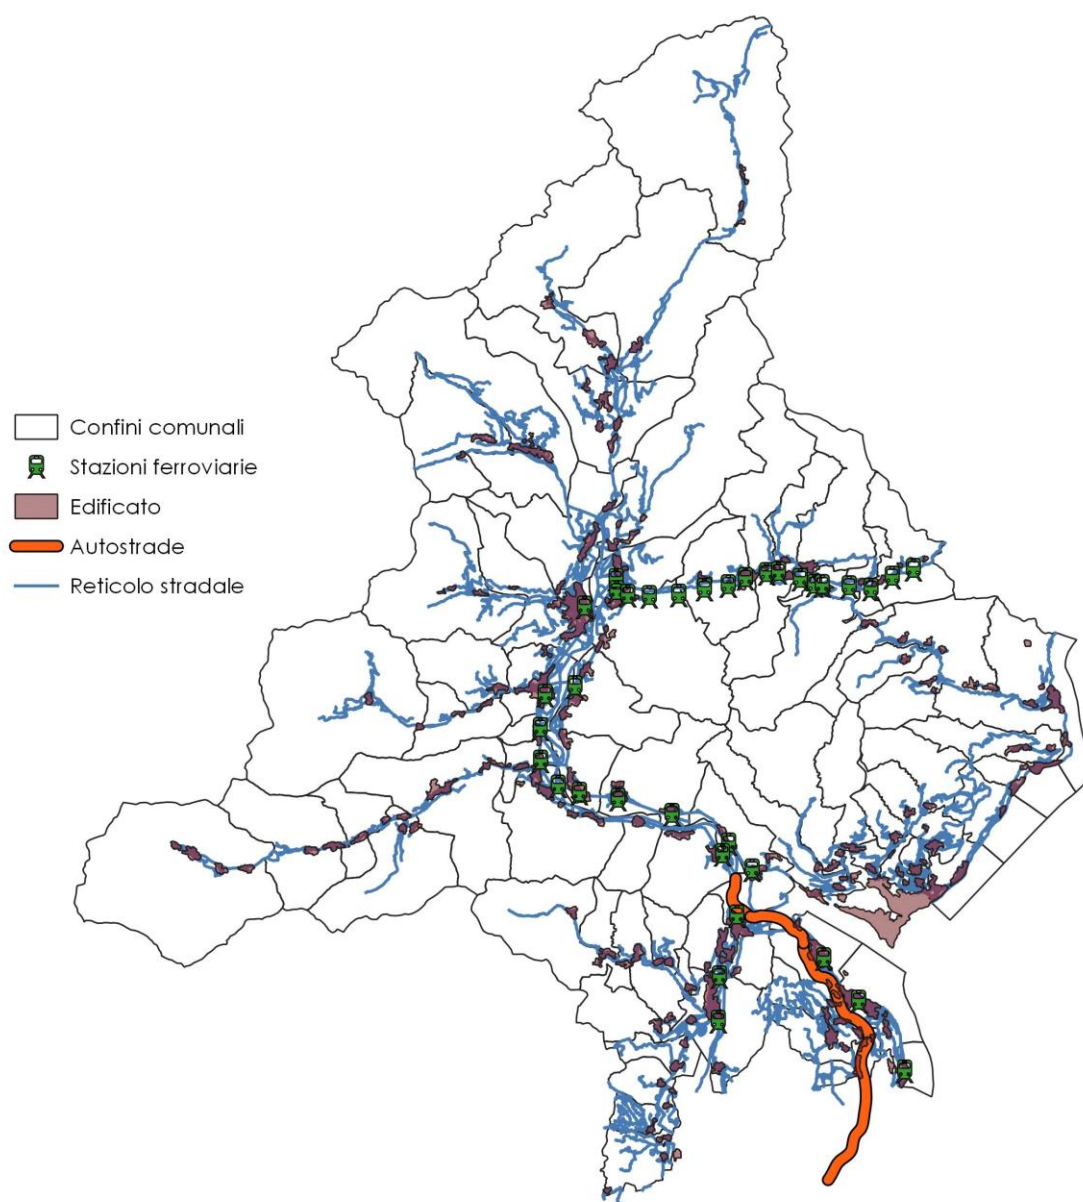 Confini comunali
Stazioni ferroviarie
Edificato
Autostrade
Reticolo stradale